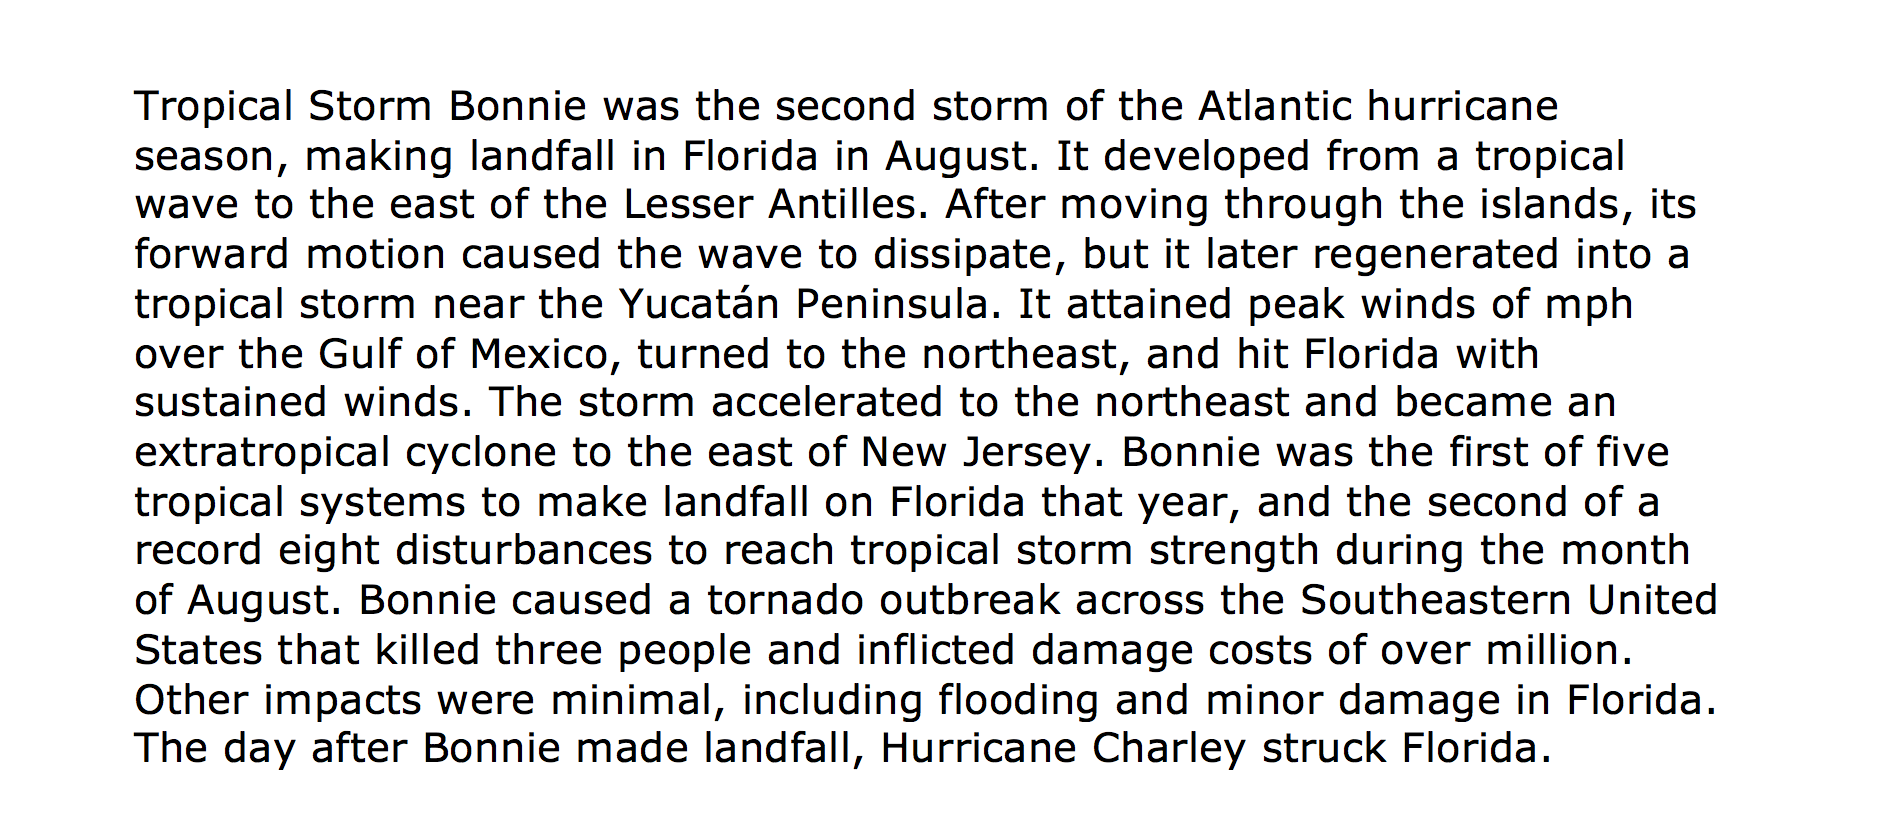 Tropical Storm Bonnie was the second storm of the Atlantic hurricane
season, making landfall in Florida in August. It developed from a tropical
wave to the east of the Lesser Antilles. After moving through the islands, its
forward motion caused the wave to dissipate, but it later regenerated into a
tropical storm near the Yucatán Peninsula. It attained peak winds of mph
over the Gulf of Mexico, turned to the northeast, and hit Florida with
sustained winds. The storm accelerated to the northeast and became an
extratropical cyclone to the east of New Jersey. Bonnie was the first of five
tropical systems to make landfall on Florida that year, and the second of a
record eight disturbances to reach tropical storm strength during the month
of August. Bonnie caused a tornado outbreak across the Southeastern United
States that killed three people and inflicted damage costs of over million.
Other impacts were minimal, including flooding and minor damage in Florida.
The day after Bonnie made landfall, Hurricane Charley struck Florida.